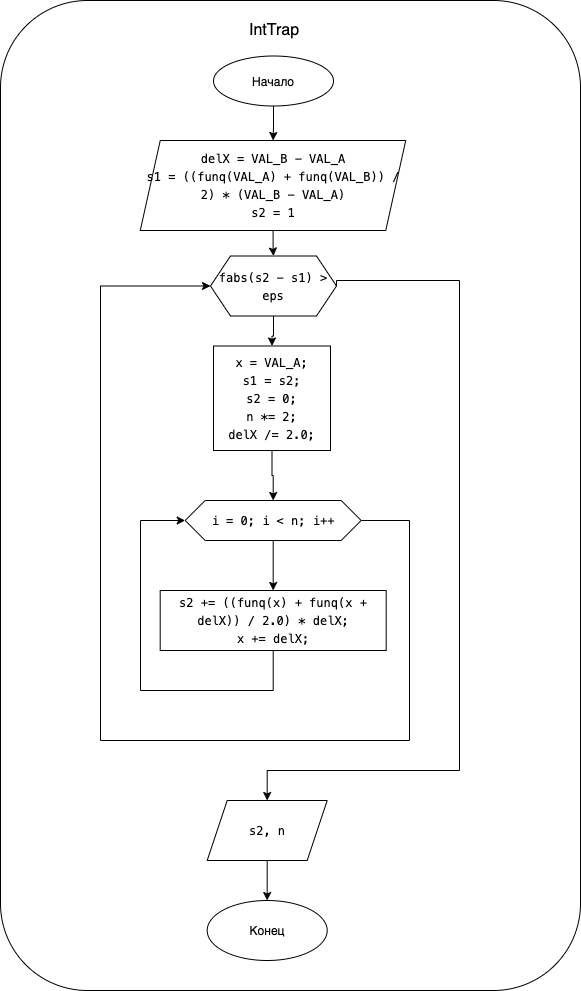 IntTrap
Начало
delX = VAL_B - VAL_A
s1 = ((funq(VAL_A) + funq(VAL_B)) /
2) * (VAL_B - VAL_A)
s2 = 1
fabs(s2 - s1) >
eps
x = VAL_A;
s1 = s2;
s2 = 0;
n *= 2;
delX /= 2.0;
i = 0; i < n; i++
s2 += ((funq(x) + funq(x +
delX)) / 2.0) * delX;
x += delX;
s2, n
Конец